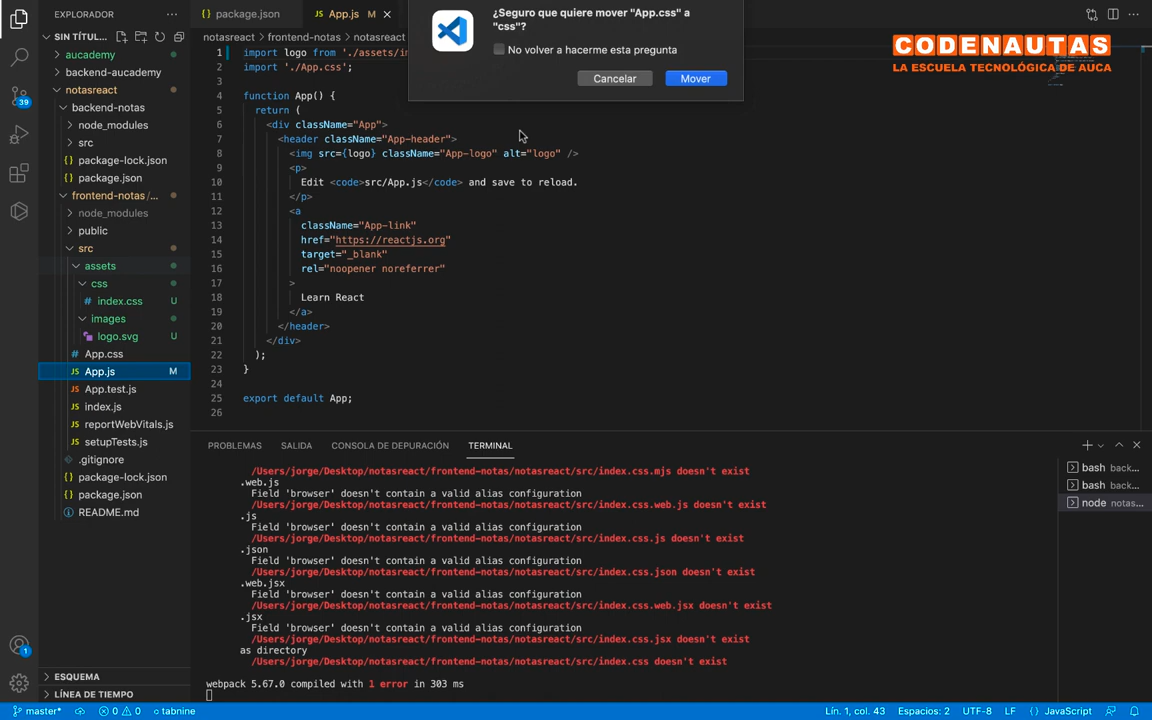 EXPLORADOR
SIN TÍTUL...
aucademy
backend-aucademy
notasreact
backend-notas
node_modules
src
package-lock.json
package.json
frontend-notas /...
node_modules
public
src
assets
css
index.css U
images
logo.svg U
App.css
App.js M
App.test.js
index.js
reportWebVitals.js
setupTests.js
.gitignore
package-lock.json
package.json
README.md
ESQUEMA
LÍNEA DE TIEMPO
39
1
package.json
App.js M
notasreact > frontend-notas > notasreact
¿Seguro que quiere mover "App.css" a
"css"?
No volver a hacerme esta pregunta
Cancelar Mover
CODENAUTAS
LA ESCUELA TECNOLÓGICA DE AUCA
1 import logo from './assets/im
2 import './App.css';
3
4 function App() {
5 return (
6 <div className="App">
7 <header className="App-header">
8 <img src={logo} className="App-logo" alt="logo" />
9 <p>
10 Edit <code>src/App.js</code> and save to reload.
11 </p>
12 <a
13 className="App-link"
14 href="https://reactjs.org"
15 target="_blank"
16 rel="noopener noreferrer"
17 >
18 Learn React
19 </a>
20 </header>
21 </div>
22 );
23 }
24
25 export default App;
26
PROBLEMAS SALIDA CONSOLA DE DEPURACIÓN TERMINAL
/Users/jorge/Desktop/notasreact/frontend-notas/notasreact/src/index.css.mjs doesn't exist
.web.js
Field 'browser' doesn't contain a valid alias configuration
/Users/jorge/Desktop/notasreact/frontend-notas/notasreact/src/index.css.web.js doesn't exist
.js
Field 'browser' doesn't contain a valid alias configuration
/Users/jorge/Desktop/notasreact/frontend-notas/notasreact/src/index.css.js doesn't exist
.json
Field 'browser' doesn't contain a valid alias configuration
/Users/jorge/Desktop/notasreact/frontend-notas/notasreact/src/index.css.json doesn't exist
.web.jsx
Field 'browser' doesn't contain a valid alias configuration
/Users/jorge/Desktop/notasreact/frontend-notas/notasreact/src/index.css.web.jsx doesn't exist
.jsx
Field 'browser' doesn't contain a valid alias configuration
/Users/jorge/Desktop/notasreact/frontend-notas/notasreact/src/index.css.jsx doesn't exist
as directory
/Users/jorge/Desktop/notasreact/frontend-notas/notasreact/src/index.css doesn't exist
webpack 5.67.0 compiled with 1 error in 303 ms
bash back...
bash back...
node notas...
master* 0 0 tabnine
Lín. 1, col. 43 Espacios: 2 UTF-8 LF JavaScript